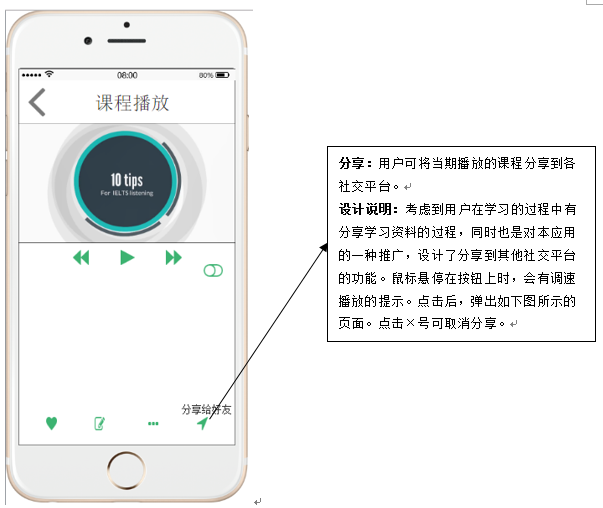 08:00
80%
课程播放
10 tips
For IELTS listening
分享给好友
分享：用户可将当期播放的课程分享到各
社交平台。
设计说明：考虑到用户在学习的过程中有
分享学习资料的过程，同时也是对本应用
的一种推广，设计了分享到其他社交平台
的功能。鼠标悬停在按钮上时，会有调速
播放的提示。点击后，弹出如下图所示的
页面。点击×号可取消分享。